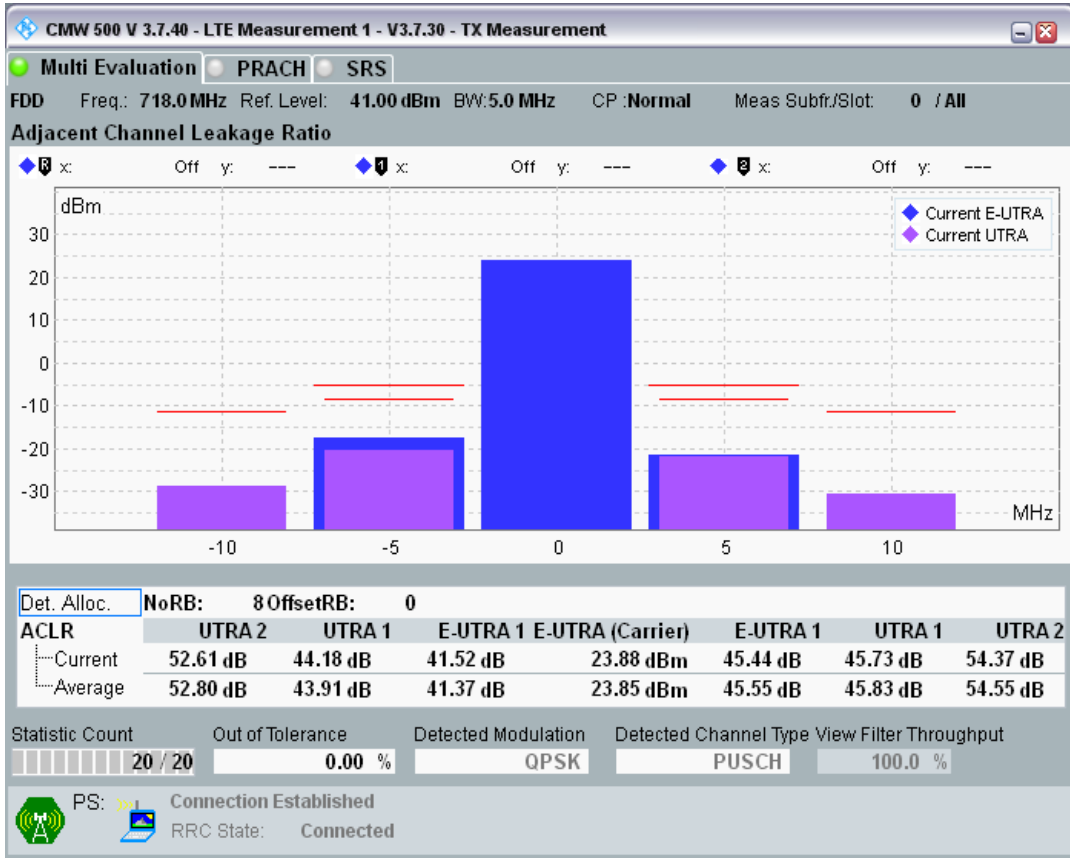 CMW 500 V 3.7.40 - LTE Measurement 1 - V3.7.30 - TX Measurement
Multi Evaluation PRACH SRS
FDD Freq.: 718.0 MHz Ref. Level: 41.00 dBm BW: 5.0 MHz CP :Normal Meas Subfr./Slot: 0 / All
Adjacent Channel Leakage Ratio
R x: Off y: --- 1 x: Off y: --- 2 x: Off y: ---
dBm
Current E-UTRA
Current UTRA
30
20
10
0
-10
-20
-30
MHz
-10 -5 0 5 10
Det. Alloc. NoRB: 8 OffsetRB: 0
ACLR UTRA 2 UTRA 1 E-UTRA 1 E-UTRA (Carrier) E-UTRA 1 UTRA 1 UTRA 2
Current 52.61 dB 44.18 dB 41.52 dB 23.88 dBm 45.44 dB 45.73 dB 54.37 dB
Average 52.80 dB 43.91 dB 41.37 dB 23.85 dBm 45.55 dB 45.83 dB 54.55 dB
Statistic Count Out of Tolerance Detected Modulation Detected Channel Type View Filter Throughput
20 / 20 0.00 % QPSK PUSCH 100.0 %
PS: Connection Established
RRC State: Connected